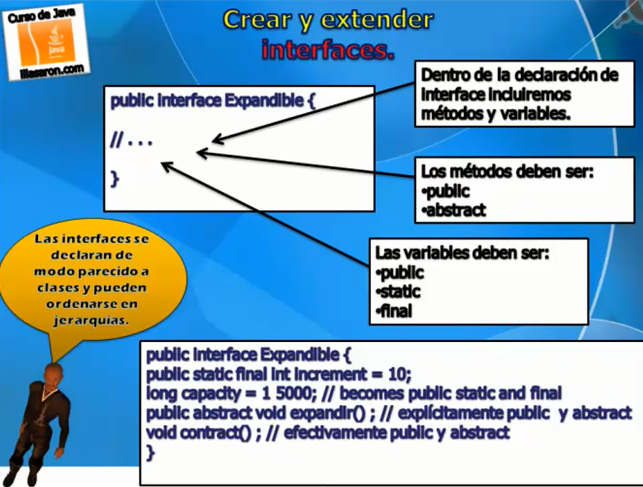 Curso de Java
Java
illasaron.com
Crear y extender
interfaces.
public interface Expandible {
// . . .
}
Dentro de la declaración de
interface incluiremos
métodos y variables.
Los métodos deben ser:
•public
•abstract
Las variables deben ser:
•public
•static
•final
Las interfaces se
declaran de
modo parecido a
clases y pueden
ordenarse en
jerarquías.
public interface Expandible {
public static final int increment = 10;
long capacity = 1 5000; // becomes public static and final
public abstract void expandir() ; // explícitamente public y abstract
void contract() ; // efectivamente public y abstract
}